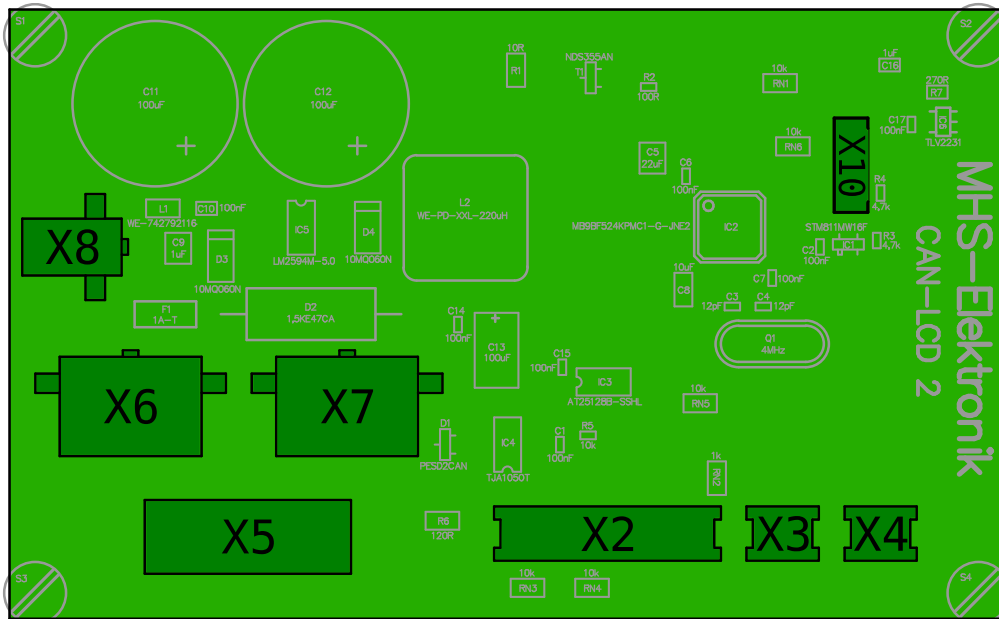 S1
S2
10R
R1
NDS355AN
T1
R2
100R
10k
RN1
1uF
C16
270R
R7
C11
100uF
C12
100uF
C17
100nF
IC6
TLV2231
10k
RN6
X10
C5
22uF
C6
100nF
R4
4,7k
L2
WE-PD-XXL-220uH
L1
WE-742792116
C10
100nF
IC5
LM2594M-5.0
D4
10MQ060N
MB9BF524KPMC1-G-JNE2
IC2
STM811MW16F
IC1
C2
100nF
R3
4,7k
MHS-Elektronik
CAN-LCD 2
X8
C9
1uF
D3
10MQ060N
10uF
C8
C7
100nF
12pF
C3
C4
12pF
F1
1A-T
D2
1,5KE47CA
C14
100nF
C13
100uF
Q1
4MHz
C15
100nF
IC3
AT25128B-SSHL
X6
X7
10k
RN5
D1
PESD2CAN
IC4
TJA1050T
C1
100nF
R5
10k
1k
RN2
X5
R6
120R
X2
X3
X4
S3
10k
RN3
10k
RN4
S4